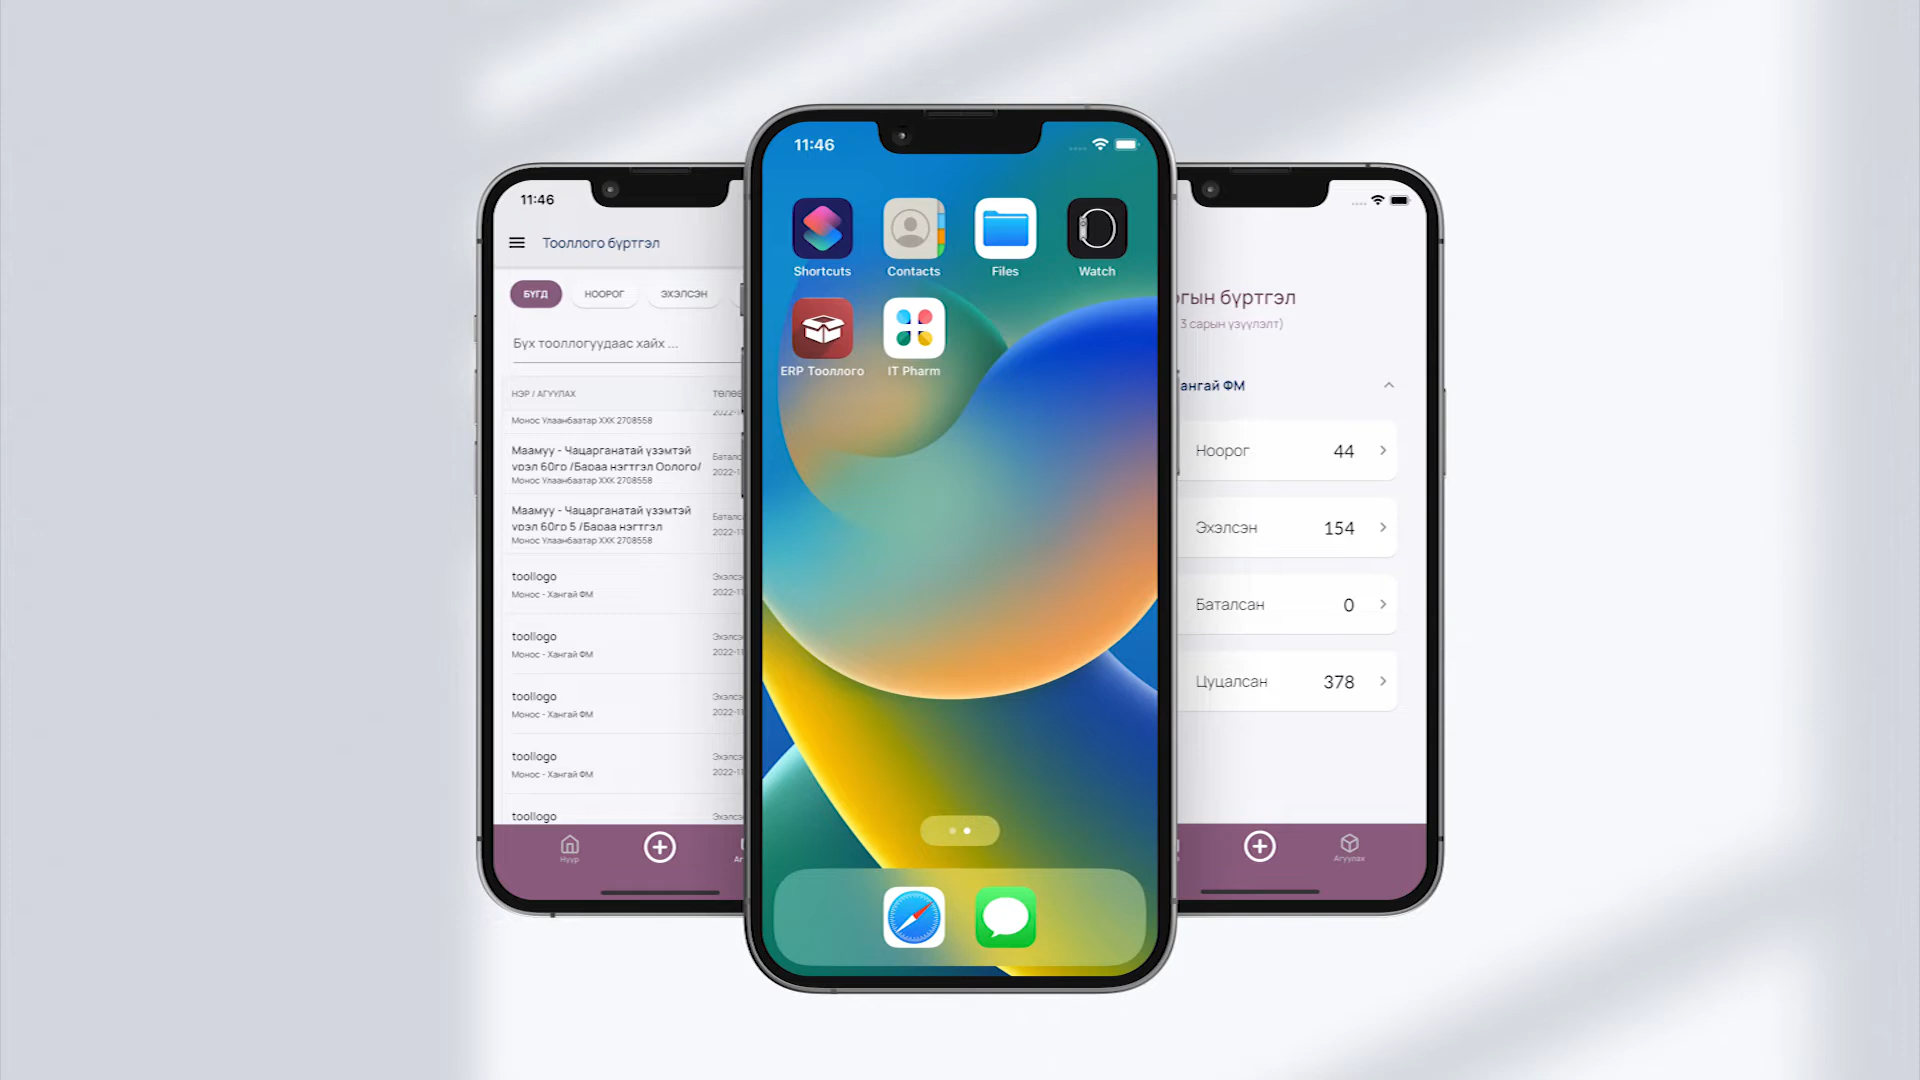 11:46
Тооллого бүртгэл
БҮГД
НООРОГ
ЭХЭЛСЭН
Бүх тооллогуудаас хайх ...
НЭР / АГУУЛАХ
Монос Улаанбаатар ХХК 2708558
Маамуу - Чацарганатай үзэмтэй
үрэл 60гр /Бараа нэгтгэл Орлого/
Монос Улаанбаатар ХХК 2708558
Маамуу - Чацарганатай үзэмтэй
үрэл 60гр 5 /Бараа нэгтгэл
Монос Улаанбаатар ХХК 2708558
toollogo
Монос - Хангай ФМ
toollogo
Монос - Хангай ФМ
toollogo
Монос - Хангай ФМ
toollogo
Монос - Хангай ФМ
toollogo
Нүүр
11:46
Shortcuts
Contacts
Files
Watch
ERP Тооллого
IT Pharm
бүртгэл
3 сарын үзүүлэлт)
ангай ФМ
Ноорог 44
Эхэлсэн 154
Баталсан 0
Цуцалсан 378
Агуулах